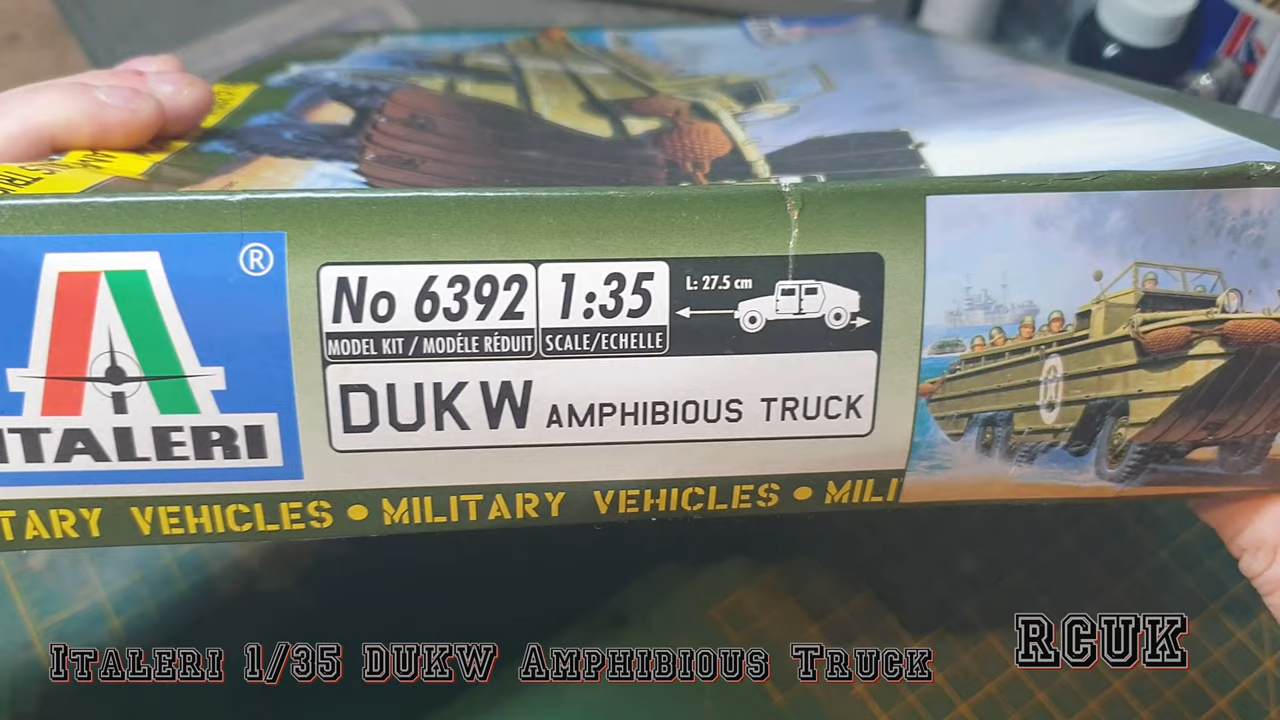 ®
ITALERI
No 6392
MODEL KIT / MODÉLE RÉDUIT
1:35
SCALE/ECHELLE
L: 27.5 cm
DUKW AMPHIBIOUS TRUCK
TARY VEHICLES • MILITARY VEHICLES • MILI
Italeri 1/35 DUKW Amphibious Truck
RCUK